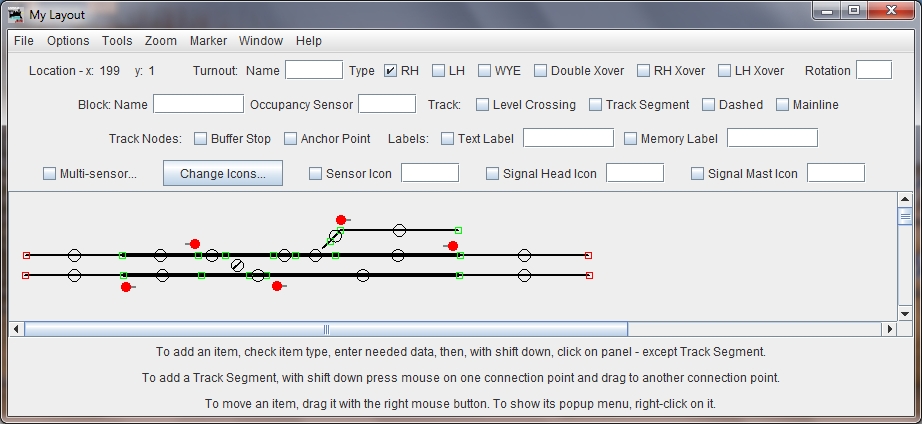 My Layout
File Options Tools Zoom Marker Window Help
Location - x: 199 y: 1 Turnout: Name Type RH LH WYE Double Xover RH Xover LH Xover Rotation
Block: Name Occupancy Sensor Track: Level Crossing Track Segment Dashed Mainline
Track Nodes: Buffer Stop Anchor Point Labels: Text Label Memory Label
Multi-sensor... Change Icons... Sensor Icon Signal Head Icon Signal Mast Icon
To add an item, check item type, enter needed data, then, with shift down, click on panel - except Track Segment.
To add a Track Segment, with shift down press mouse on one connection point and drag to another connection point.
To move an item, drag it with the right mouse button. To show its popup menu, right-click on it.